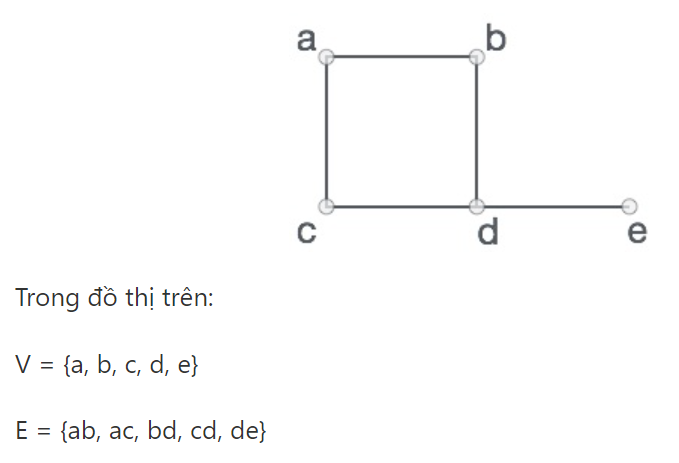 a b
c d e
Trong đồ thị trên:
V = {a, b, c, d, e}
E = {ab, ac, bd, cd, de}